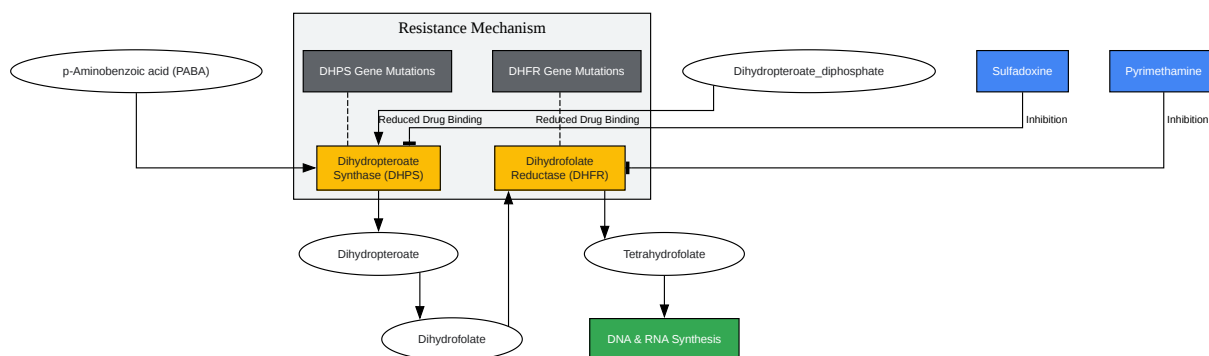 Resistance Mechanism
p-Aminobenzoic acid (PABA)
DHPS Gene Mutations
DHFR Gene Mutations
Dihydropteroate_diphosphate
Sulfadoxine
Pyrimethamine
Reduced Drug Binding
Reduced Drug Binding
Inhibition
Inhibition
Dihydropteroate
Synthase (DHPS)
Dihydrofolate
Reductase (DHFR)
Dihydropteroate
Tetrahydrofolate
Dihydrofolate
DNA & RNA Synthesis